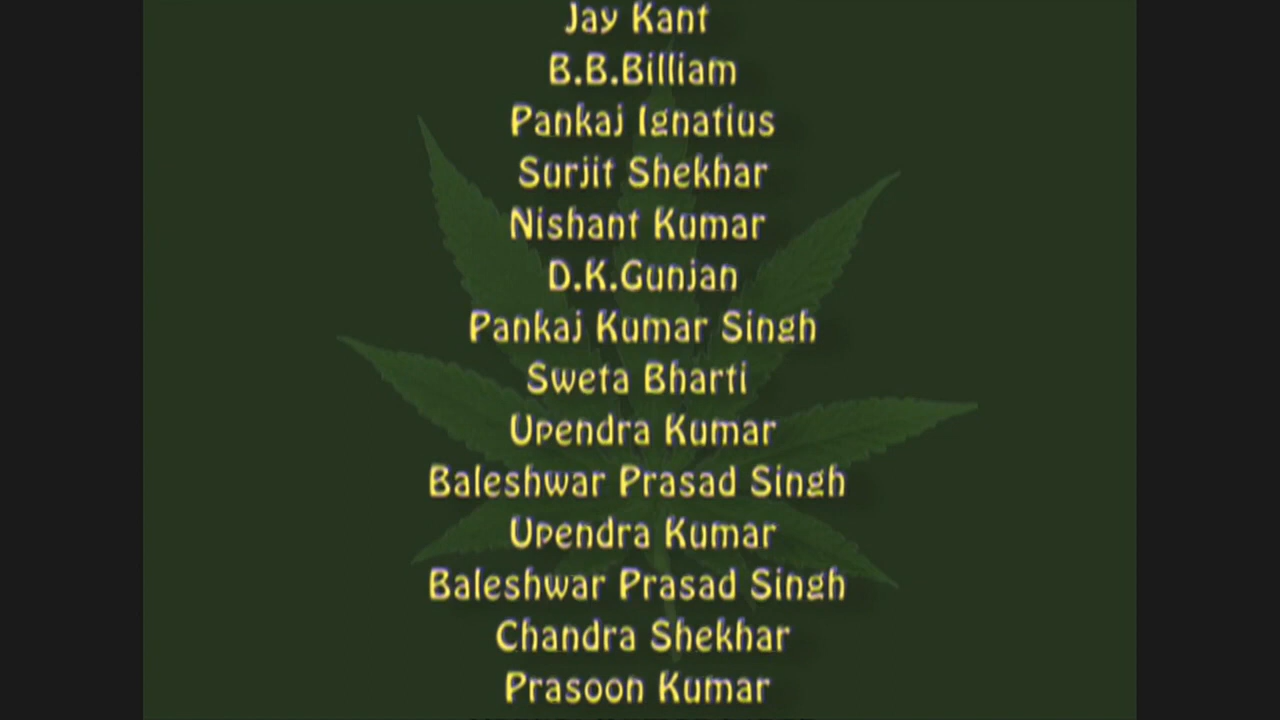 Jay Kant
B.B.Billiam
Pankaj Ignatius
Surjit Shekhar
Nishant Kumar
D.K.Gunjan
Pankaj Kumar Singh
Sweta Bharti
Upendra Kumar
Baleshwar Prasad Singh
Upendra Kumar
Baleshwar Prasad Singh
Chandra Shekhar
Prasoon Kumar